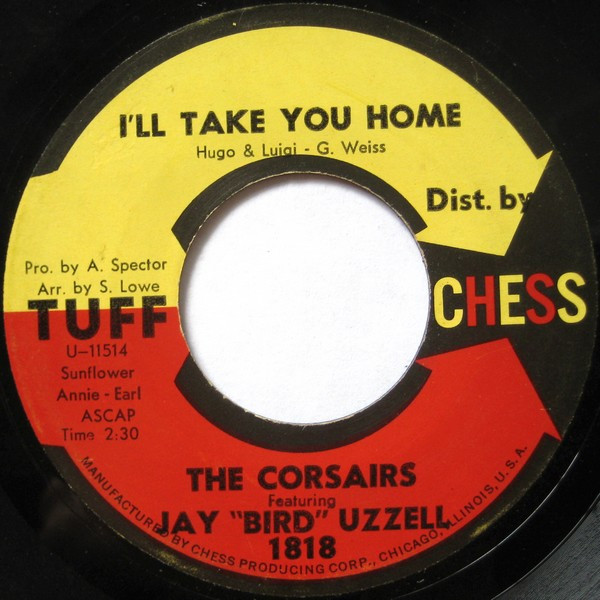 I'LL TAKE YOU HOME
Hugo & Luigi - G. Weiss
Dist. by
CHESS
Pro. by A. Spector
Arr. by S. Lowe
TUFF
U-11514
Sunflower
Annie - Earl
ASCAP
Time 2:30
THE CORSAIRS
Featuring
JAY "BIRD" UZZELL
1818
MANUFACTURED BY CHESS PRODUCING CORP., CHICAGO, ILLINOIS, U.S.A.